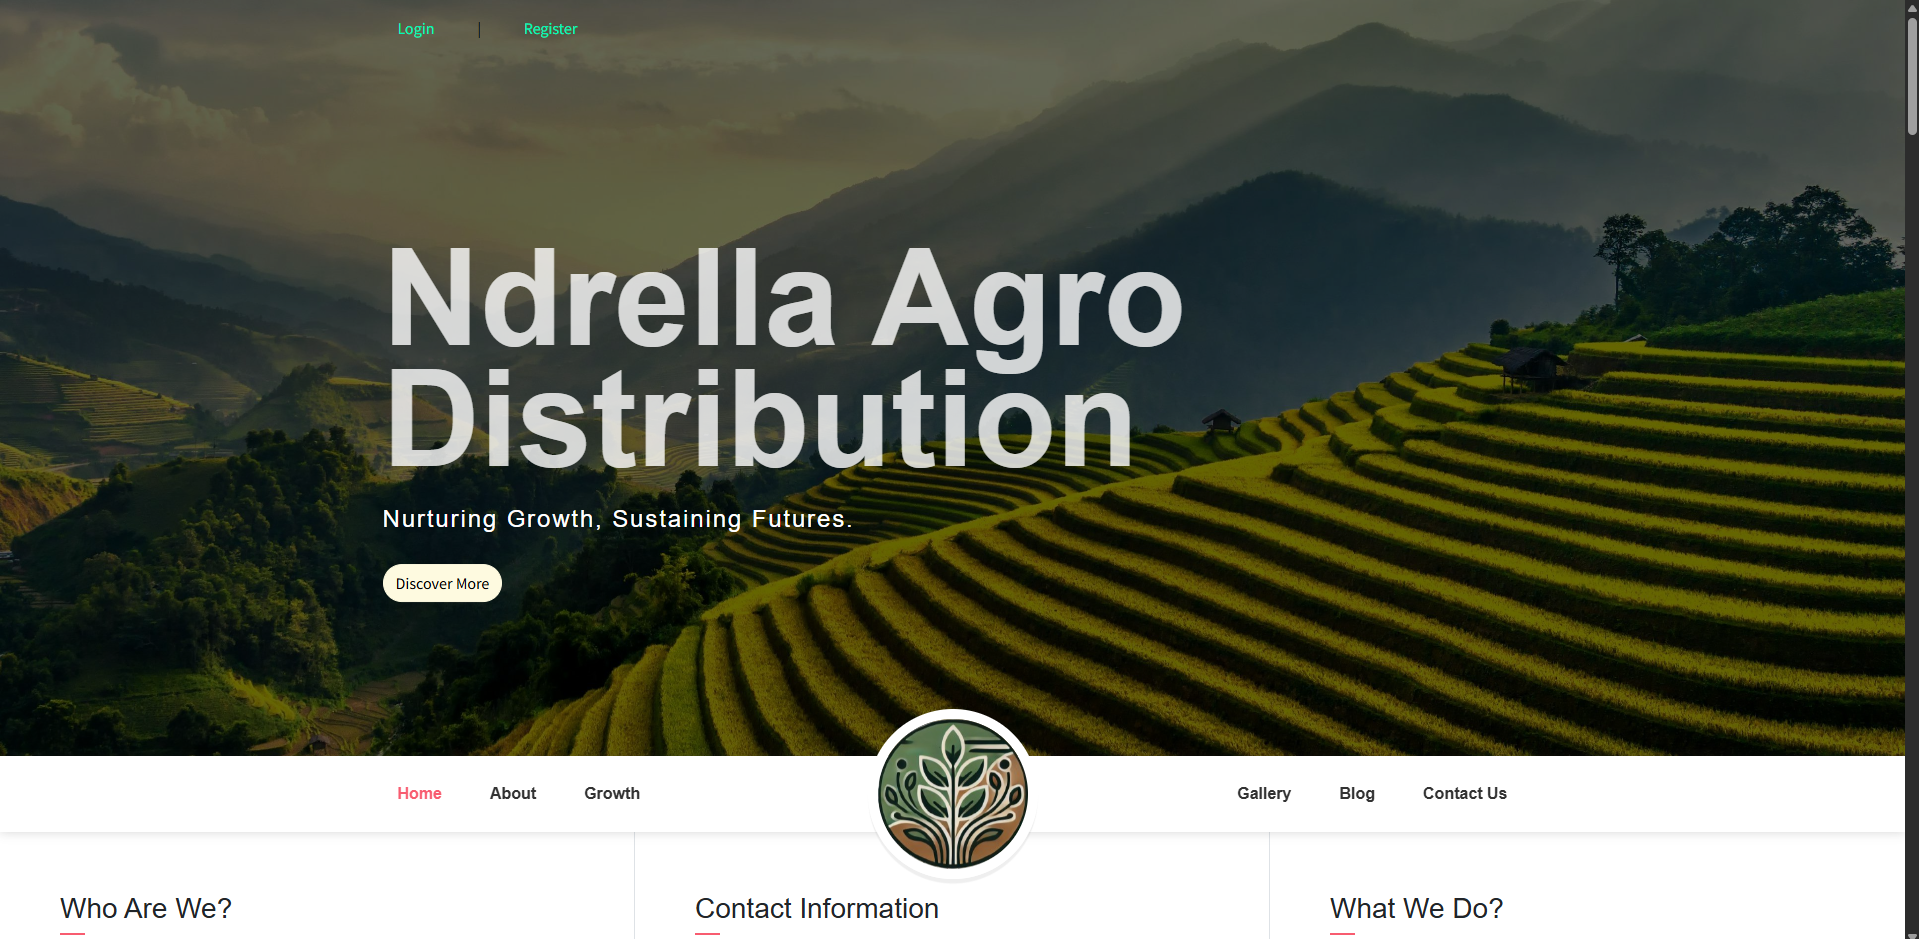 Login | Register
Ndrella Agro
Distribution
Nurturing Growth, Sustaining Futures.
Discover More
Home About Growth Gallery Blog Contact Us
Who Are We? Contact Information What We Do?